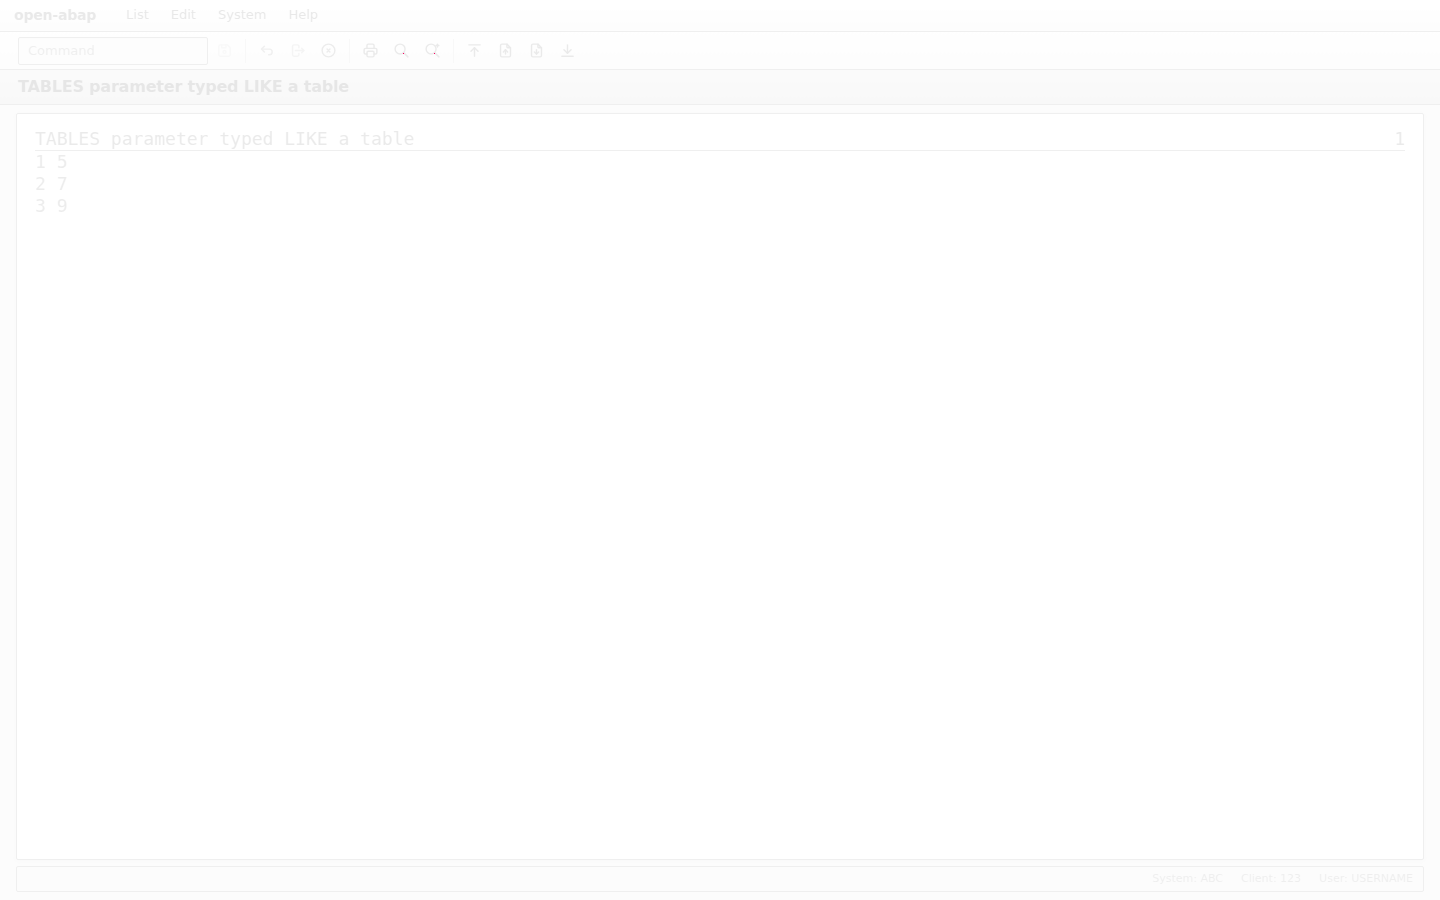 open-abap List Edit System Help
Command
TABLES parameter typed LIKE a table
TABLES parameter typed LIKE a table 1
1 5
2 7
3 9
System: ABC Client: 123 User: USERNAME